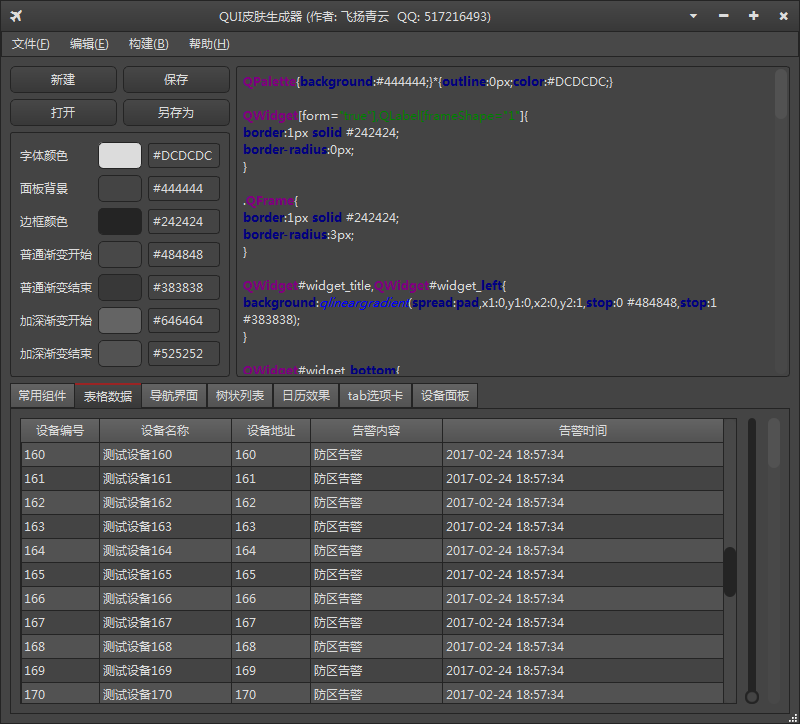 QUI皮肤生成器 (作者: 飞扬青云  QQ: 517216493)
文件(F) 编辑(E) 构建(B) 帮助(H)
新建 保存
打开 另存为
字体颜色 #DCDCDC
面板背景 #444444
边框颜色 #242424
普通渐变开始 #484848
普通渐变结束 #383838
加深渐变开始 #646464
加深渐变结束 #525252
QPalette{background:#444444;}*{outline:0px;color:#DCDCDC;}
QWidget[form="true"],QLabel[frameShape="1"]{
border:1px solid #242424;
border-radius:0px;
}
.QFrame{
border:1px solid #242424;
border-radius:3px;
}
QWidget#widget_title,QWidget#widget_left{
background:qlineargradient(spread:pad,x1:0,y1:0,x2:0,y2:1,stop:0 #484848,stop:1
#383838);
}
QWidget#widget_bottom{
常用组件 表格数据 导航界面 树状列表 日历效果 tab选项卡 设备面板
设备编号 设备名称 设备地址 告警内容 告警时间
160 测试设备160 160 防区告警 2017-02-24 18:57:34
161 测试设备161 161 防区告警 2017-02-24 18:57:34
162 测试设备162 162 防区告警 2017-02-24 18:57:34
163 测试设备163 163 防区告警 2017-02-24 18:57:34
164 测试设备164 164 防区告警 2017-02-24 18:57:34
165 测试设备165 165 防区告警 2017-02-24 18:57:34
166 测试设备166 166 防区告警 2017-02-24 18:57:34
167 测试设备167 167 防区告警 2017-02-24 18:57:34
168 测试设备168 168 防区告警 2017-02-24 18:57:34
169 测试设备169 169 防区告警 2017-02-24 18:57:34
170 测试设备170 170 防区告警 2017-02-24 18:57:34